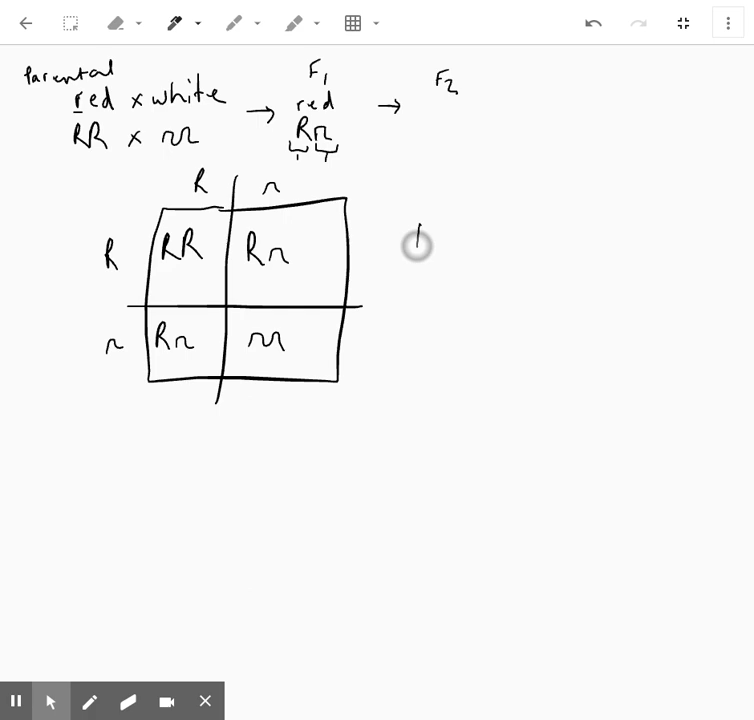 Parental
red x white → F1 red → F2
RR x rr Rr
R r
R RR Rr
r Rr rr